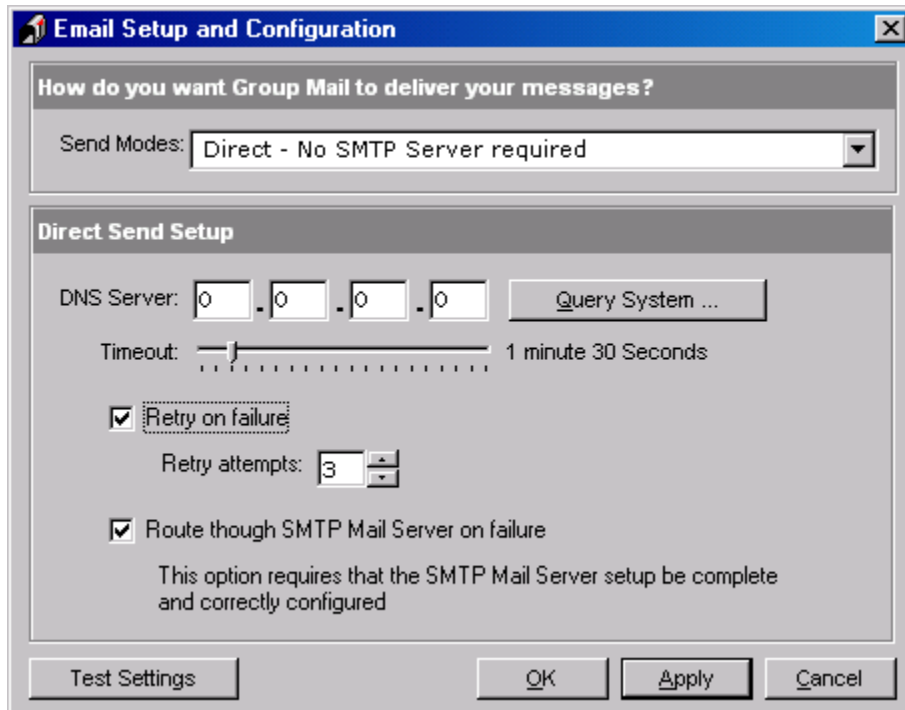 Email Setup and Configuration
How do you want Group Mail to deliver your messages?
Send Modes: Direct - No SMTP Server required
Direct Send Setup
DNS Server: 0 . 0 . 0 . 0 Query System ...
Timeout: 1 minute 30 Seconds
Retry on failure
Retry attempts: 3
Route though SMTP Mail Server on failure
This option requires that the SMTP Mail Server setup be complete
and correctly configured
Test Settings OK Apply Cancel